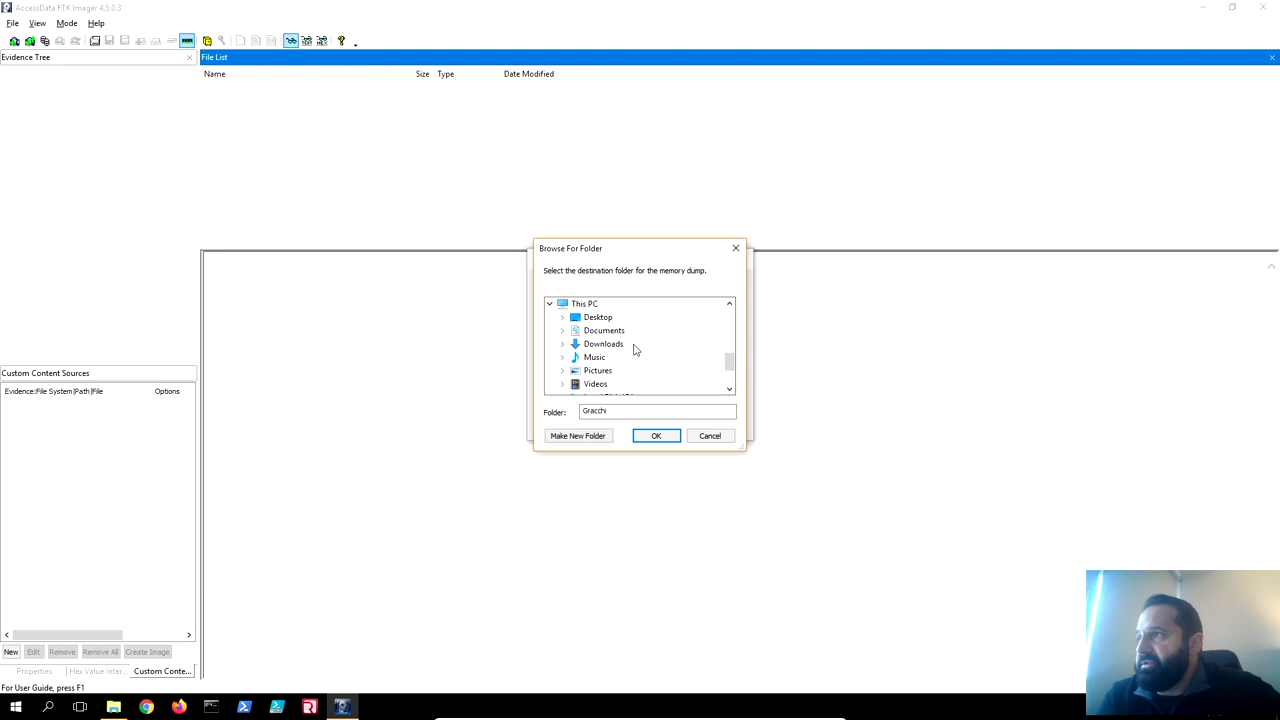 AccessData FTK Imager 4.5.0.3
File View Mode Help
Evidence Tree
File List
Name Size Type Date Modified
Browse For Folder
Select the destination folder for the memory dump.
This PC
Desktop
Documents
Downloads
Music
Pictures
Videos
Folder: Gracchi
Make New Folder OK Cancel
Custom Content Sources
Evidence:File System|Path|File Options
New Edit Remove Remove All Create Image
Properties Hex Value Inter... Custom Conte...
For User Guide, press F1